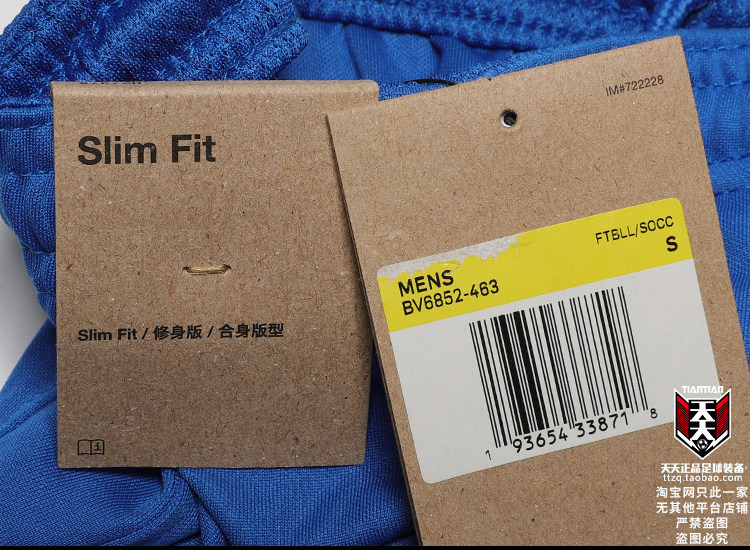 Slim Fit
Slim Fit / 修身版 / 合身版型
IM#722228
FTBLL/SOCC
S
MENS
BV6852-463
1 93654 33871 8
TIANTIAN
天天
天天正品足球装备
ttzq.taobao.com
淘宝网只此一家
无其他平台店铺
严禁盗图
盗图必究